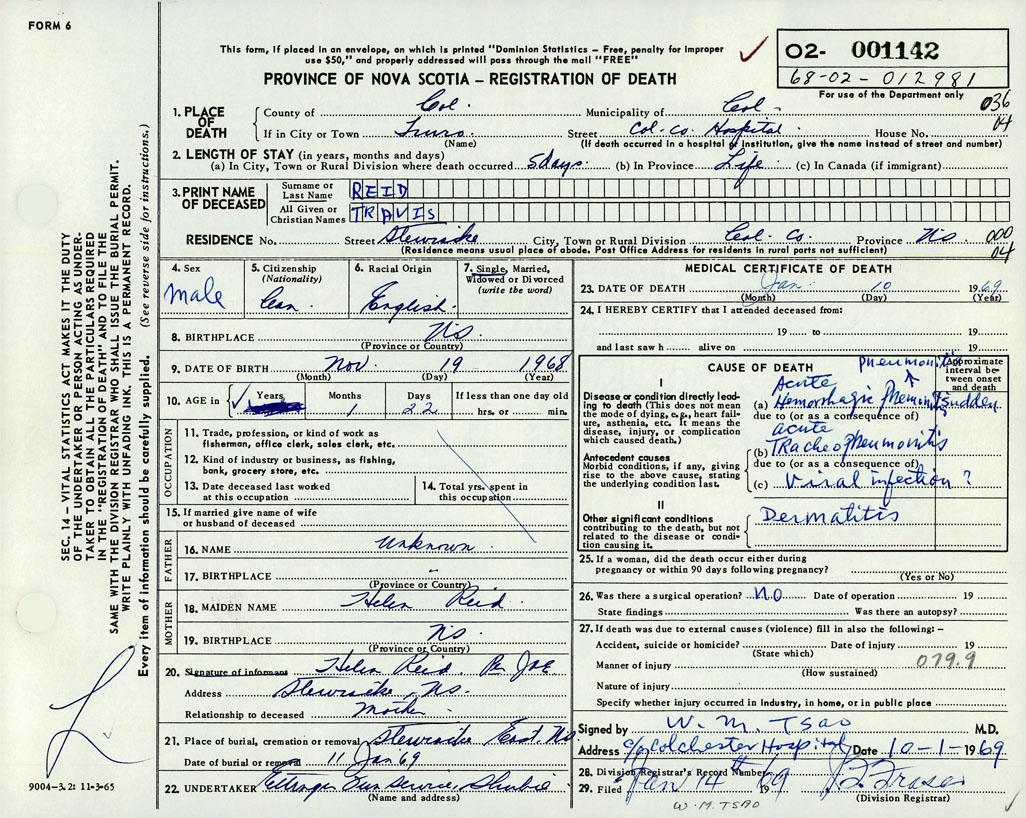 FORM 6
This form, if placed in an envelope, on which is printed "Dominion Statistics – Free, penalty for improper
use $50," and properly addressed will pass through the mail "FREE"
PROVINCE OF NOVA SCOTIA – REGISTRATION OF DEATH
02- 001142
68-02-012981
For use of the Department only
036
04
1. PLACE OF DEATH
County of Col. Municipality of Col.
If in City or Town Truro Street Col. Co. Hospital House No.
(Name) (If death occurred in a hospital or institution, give the name instead of street and number)
2. LENGTH OF STAY (in years, months and days)
(a) In City, Town or Rural Division where death occurred 5 days (b) In Province Life (c) In Canada (if immigrant)
3. PRINT NAME OF DECEASED
Surname or Last Name REID
All Given or Christian Names TRAVIS
RESIDENCE No. Street Stewiacke City, Town or Rural Division Col. Co. Province N.S. 000
(Residence means usual place of abode. Post Office Address for residents in rural parts not sufficient) 04
4. Sex male
5. Citizenship (Nationality) Can
6. Racial Origin English
7. Single, Married, Widowed or Divorced (write the word)
8. BIRTHPLACE N.S.
(Province or Country)
9. DATE OF BIRTH Nov. 19 1968
(Month) (Day) (Year)
10. AGE in Years Months 1 Days 22 If less than one day old hrs. or min.
OCCUPATION
11. Trade, profession, or kind of work as
fisherman, office clerk, sales clerk, etc.
12. Kind of industry or business, as fishing,
bank, grocery store, etc.
13. Date deceased last worked
at this occupation
14. Total yrs. spent in
this occupation
15. If married give name of wife
or husband of deceased
FATHER
16. NAME Unknown
17. BIRTHPLACE -
(Province or Country)
MOTHER
18. MAIDEN NAME Helen Reid
19. BIRTHPLACE N.S.
(Province or Country)
20. Signature of informant Helen Reid
Address Stewiacke, N.S.
Relationship to deceased Mother
21. Place of burial, cremation or removal Stewiacke East. N.S.
Date of burial or removal 11 Jan 69
22. UNDERTAKER Ettinger Fun Service, Shubie
(Name and address)
MEDICAL CERTIFICATE OF DEATH
23. DATE OF DEATH Jan. 10 1969
(Month) (Day) (Year)
24. I HEREBY CERTIFY that I attended deceased from:
19 to 19
and last saw h alive on 19
CAUSE OF DEATH
Approximate interval between onset and death
I
Disease or condition directly leading to death (This does not mean the mode of dying, e.g., heart failure, asthenia, etc. It means the disease, injury, or complication which caused death.)
pneumonitis
Acute
(a) Hemorrhagic Pneumonitis sudden
due to (or as a consequence of)
acute
(b) Tracheopneumonitis
due to (or as a consequence of)
Antecedent causes
Morbid conditions, if any, giving rise to the above cause, stating the underlying condition last.
(c) Viral infection ?
II
Other significant conditions
contributing to the death, but not related to the disease or condition causing it.
Dermatitis
25. If a woman, did the death occur either during
pregnancy or within 90 days following pregnancy?
(Yes or No)
26. Was there a surgical operation? NO Date of operation 19
State findings Was there an autopsy?
27. If death was due to external causes (violence) fill in also the following: –
Accident, suicide or homicide? Date of injury 19
(State which)
Manner of injury 079.9
(How sustained)
Nature of injury
Specify whether injury occurred in industry, in home, or in public place
Signed by W. M. TSAO M.D.
Address c/o Colchester Hospital Date 10-1-1969
28. Division Registrar's Record Number
29. Filed Jan 14 1969 Fraser
(Division Registrar)
W.M. TSAO
SEC. 14 – VITAL STATISTICS ACT MAKES IT THE DUTY
OF THE UNDERTAKER OR PERSON ACTING AS UNDER-
TAKER TO OBTAIN ALL THE PARTICULARS REQUIRED
IN THE "REGISTRATION OF DEATH" AND TO FILE THE
SAME WITH THE DIVISION REGISTRAR WHO SHALL ISSUE THE BURIAL PERMIT.
WRITE PLAINLY WITH UNFADING INK. THIS IS A PERMANENT RECORD.
Every item of information should be carefully supplied. (See reverse side for instructions.)
9004-3.2: 11-3-65